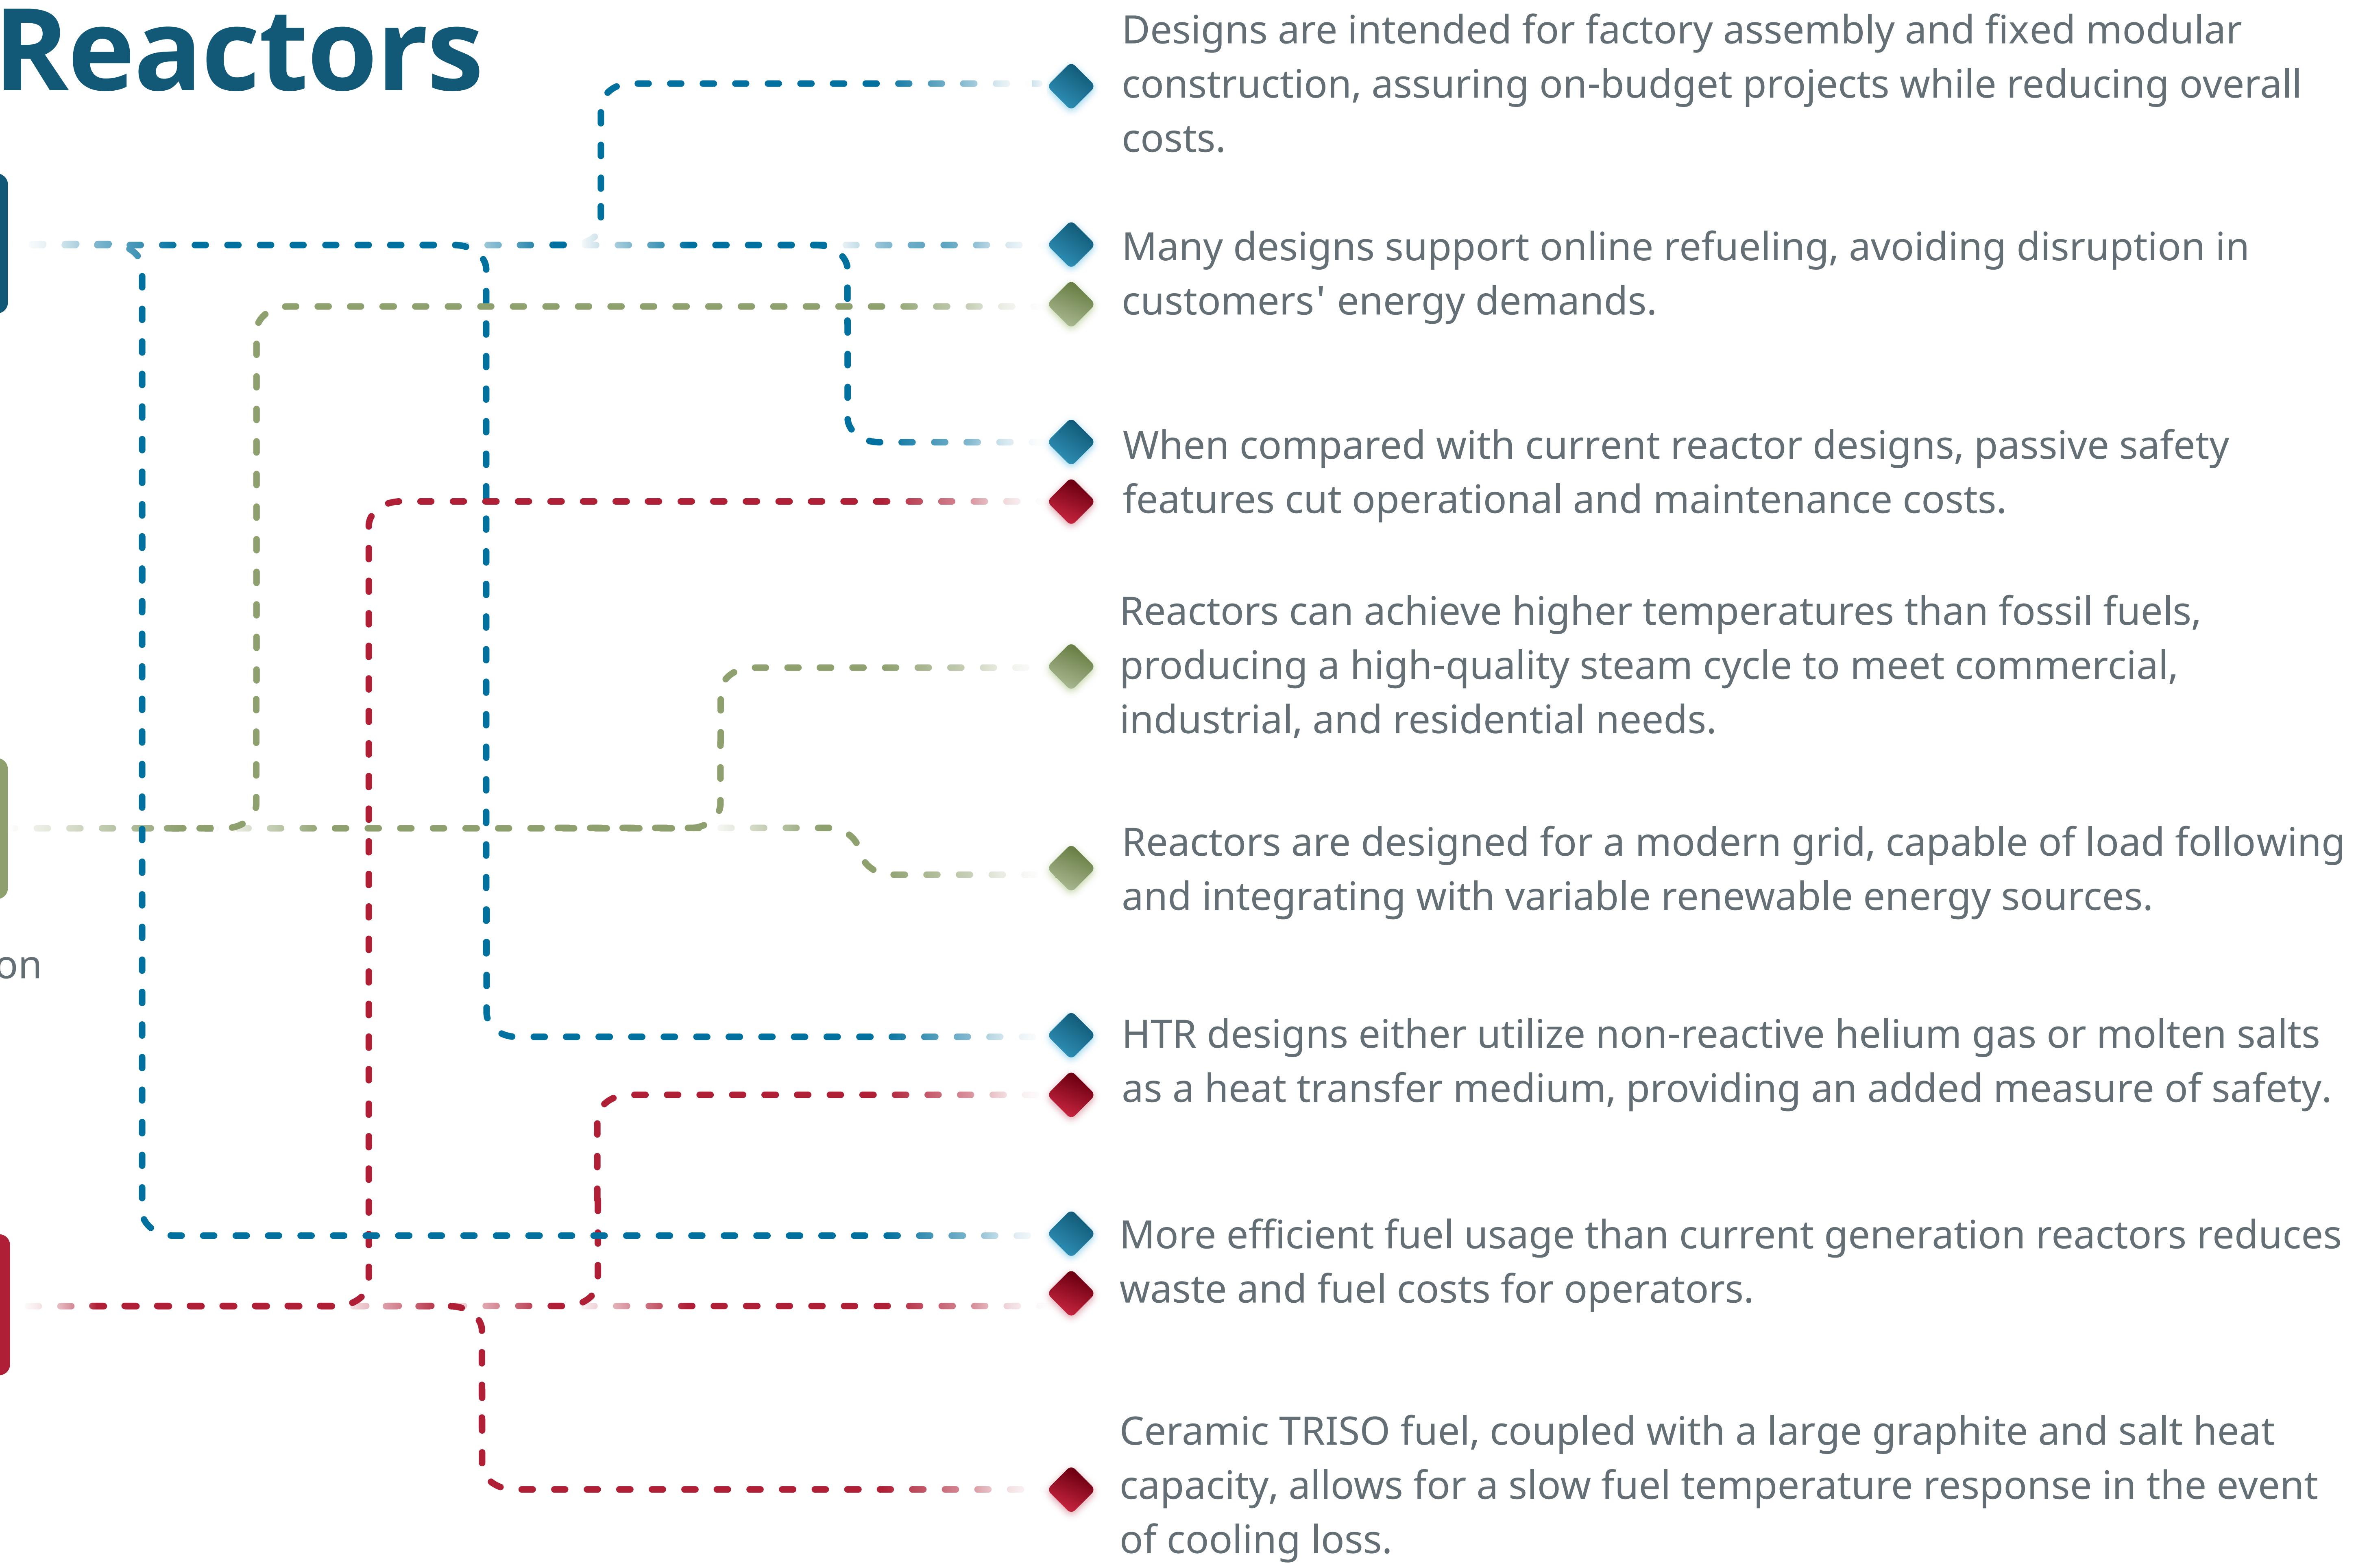 Reactors
Designs are intended for factory assembly and fixed modular
construction, assuring on-budget projects while reducing overall
costs.
Many designs support online refueling, avoiding disruption in
customers' energy demands.
When compared with current reactor designs, passive safety
features cut operational and maintenance costs.
Reactors can achieve higher temperatures than fossil fuels,
producing a high-quality steam cycle to meet commercial,
industrial, and residential needs.
Reactors are designed for a modern grid, capable of load following
and integrating with variable renewable energy sources.
on
HTR designs either utilize non-reactive helium gas or molten salts
as a heat transfer medium, providing an added measure of safety.
More efficient fuel usage than current generation reactors reduces
waste and fuel costs for operators.
Ceramic TRISO fuel, coupled with a large graphite and salt heat
capacity, allows for a slow fuel temperature response in the event
of cooling loss.